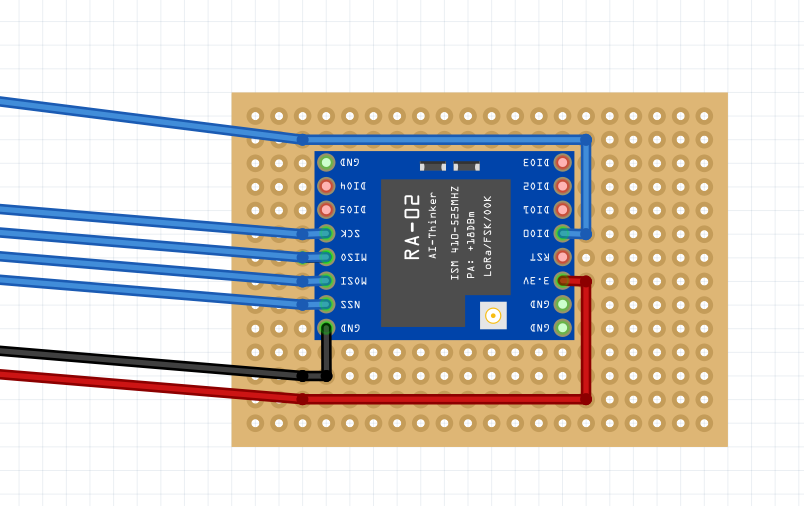 GND
DIO4
DIO5
SCK
MISO
MOSI
NSS
GND
RA-02
AI-Thinker
ISM 410-525MHZ
PA: +18DBm
LoRa/FSK/OOK
DIO3
DIO2
DIO1
DIO0
RST
3.3V
GND
GND